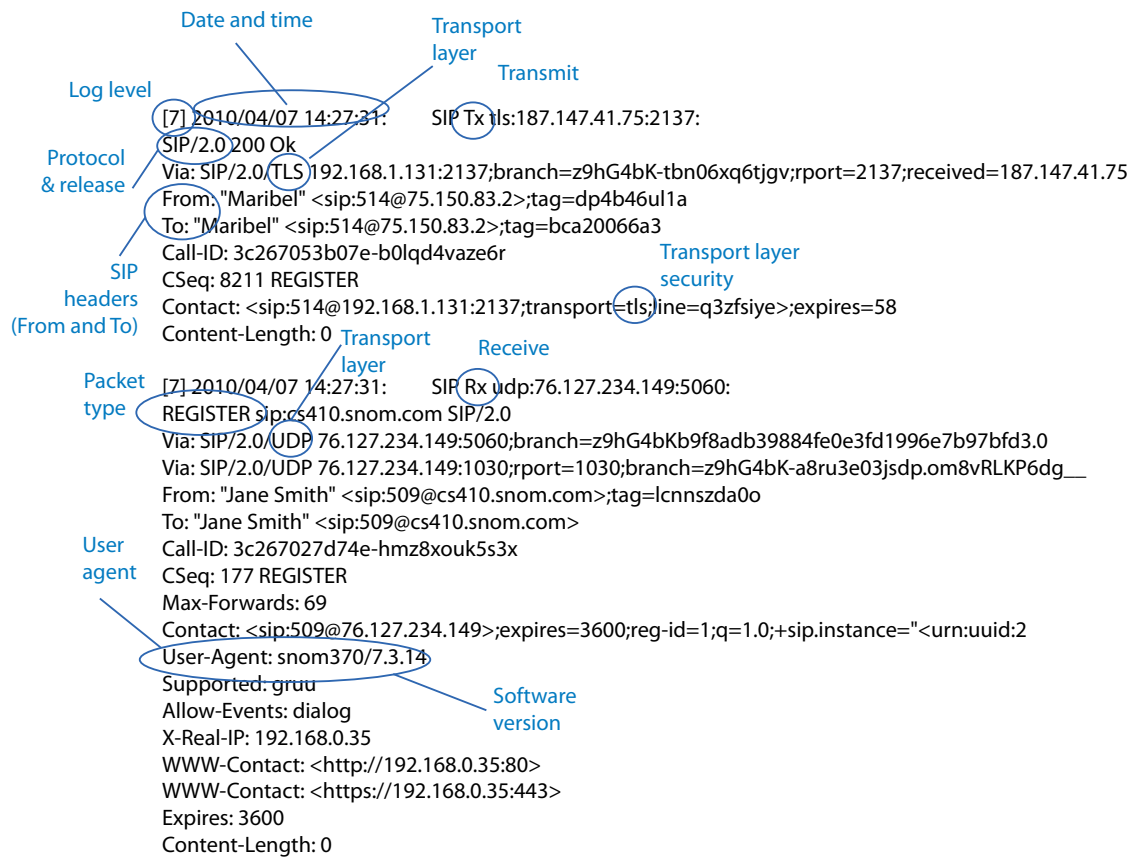 Date and time
Transport
layer
Transmit
Log level
[7] 2010/04/07 14:27:31: SIP Tx tls:187.147.41.75:2137:
SIP/2.0 200 Ok
Protocol
& release
Via: SIP/2.0/TLS 192.168.1.131:2137;branch=z9hG4bK-tbn06xq6tjgv;rport=2137;received=187.147.41.75
From: "Maribel" <sip:514@75.150.83.2>;tag=dp4b46ul1a
To: "Maribel" <sip:514@75.150.83.2>;tag=bca20066a3
Call-ID: 3c267053b07e-b0lqd4vaze6r
SIP
headers
(From and To)
Transport layer
security
CSeq: 8211 REGISTER
Contact: <sip:514@192.168.1.131:2137;transport=tls;line=q3zfsiye>;expires=58
Content-Length: 0
Transport
layer
Receive
Packet
type
[7] 2010/04/07 14:27:31: SIP Rx udp:76.127.234.149:5060:
REGISTER sip:cs410.snom.com SIP/2.0
Via: SIP/2.0/UDP 76.127.234.149:5060;branch=z9hG4bKb9f8adb39884fe0e3fd1996e7b97bfd3.0
Via: SIP/2.0/UDP 76.127.234.149:1030;rport=1030;branch=z9hG4bK-a8ru3e03jsdp.om8vRLKP6dg__
From: "Jane Smith" <sip:509@cs410.snom.com>;tag=lcnnszda0o
To: "Jane Smith" <sip:509@cs410.snom.com>
User
agent
Call-ID: 3c267027d74e-hmz8xouk5s3x
CSeq: 177 REGISTER
Max-Forwards: 69
Contact: <sip:509@76.127.234.149>;expires=3600;reg-id=1;q=1.0;+sip.instance="<urn:uuid:2
User-Agent: snom370/7.3.14
Supported: gruu
Software
version
Allow-Events: dialog
X-Real-IP: 192.168.0.35
WWW-Contact: <http://192.168.0.35:80>
WWW-Contact: <https://192.168.0.35:443>
Expires: 3600
Content-Length: 0